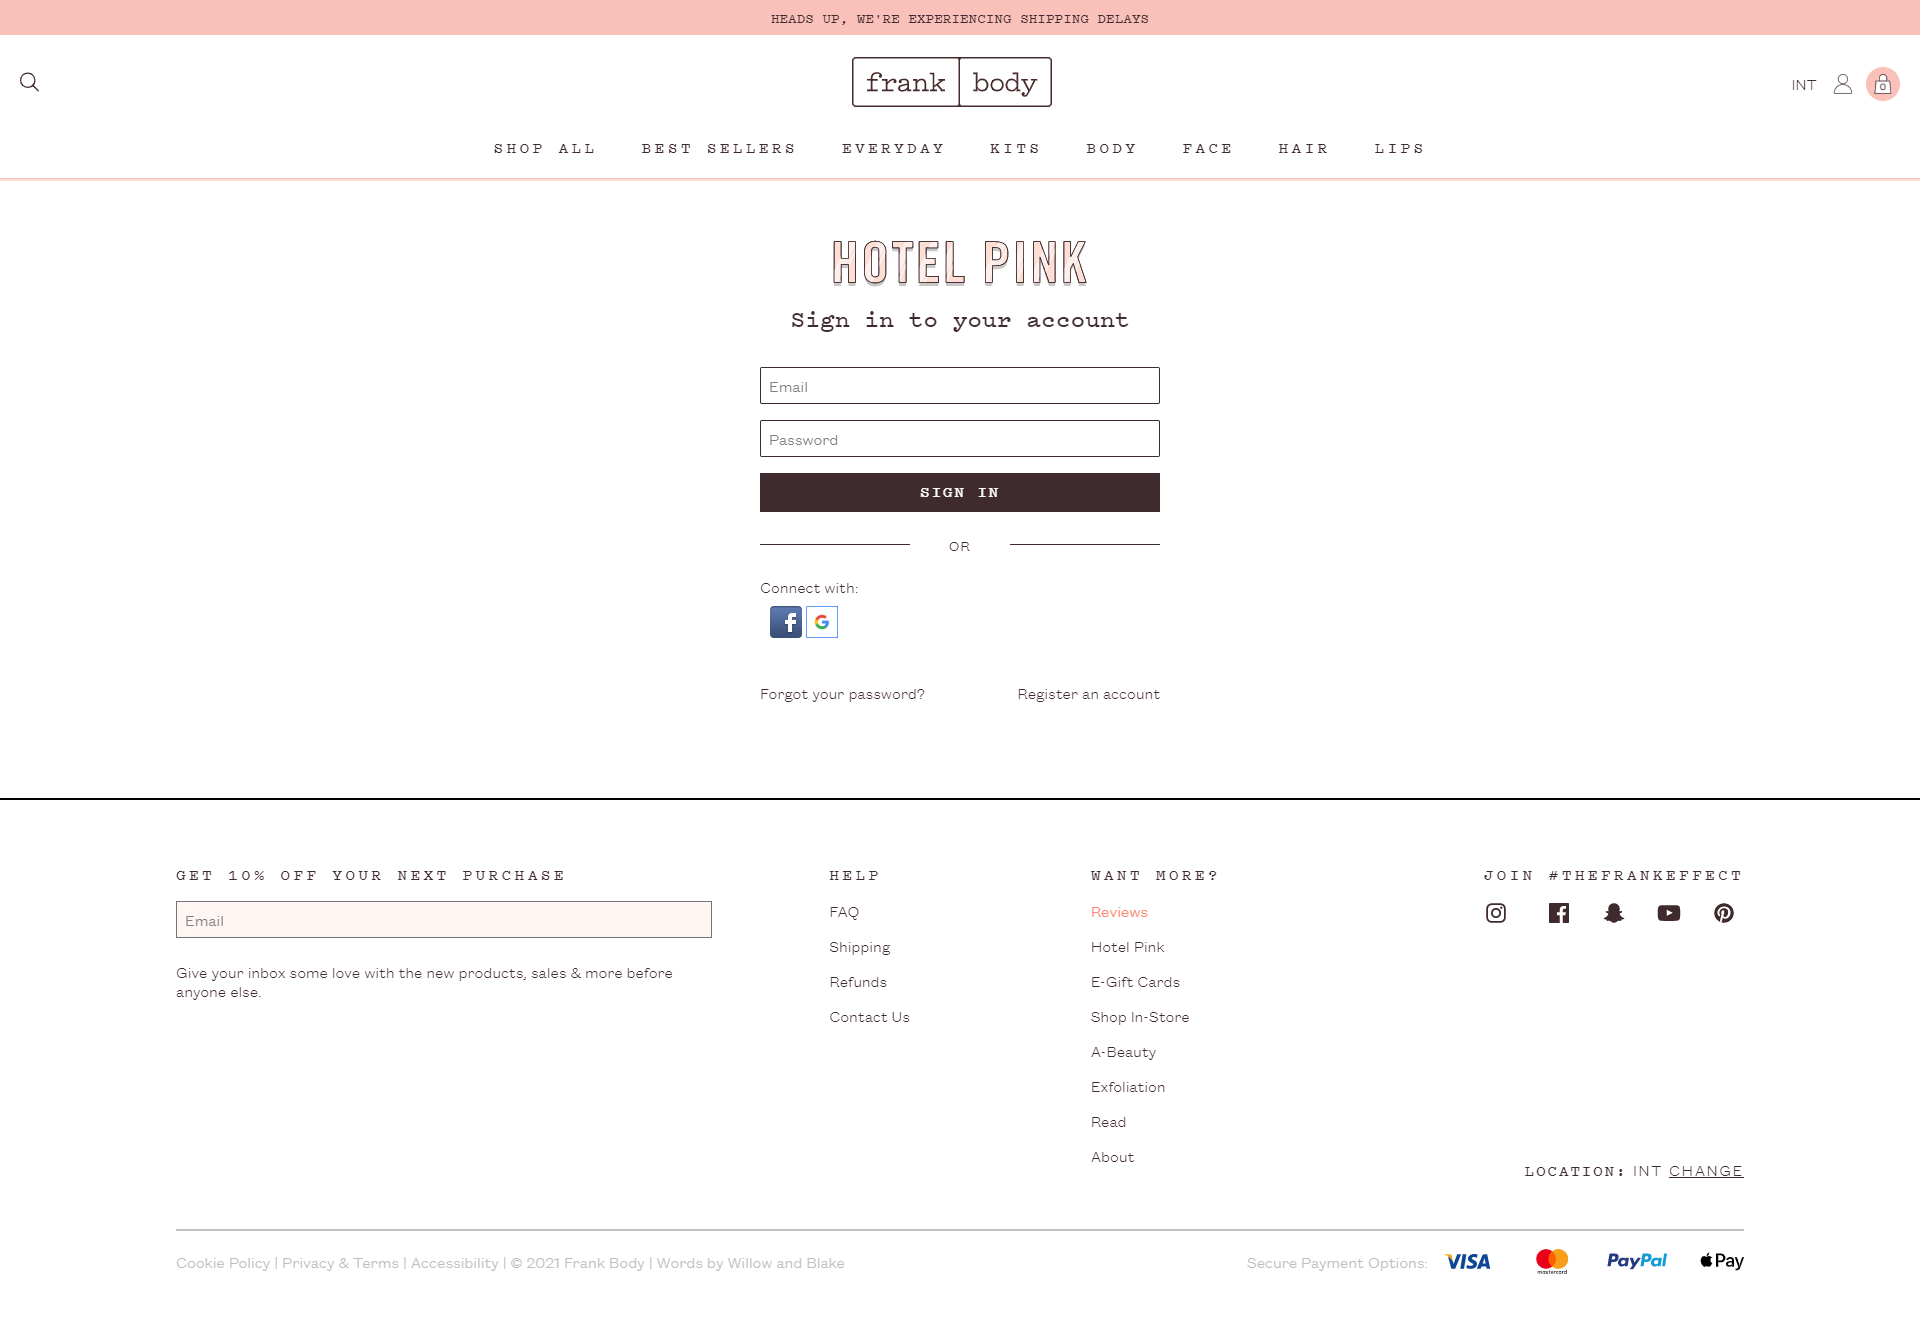 HEADS UP, WE'RE EXPERIENCING SHIPPING DELAYS
frank body
INT
0
SHOP ALL BEST SELLERS EVERYDAY KITS BODY FACE HAIR LIPS
HOTEL PINK
Sign in to your account
Email
Password
SIGN IN
OR
Connect with:
Forgot your password? Register an account
GET 10% OFF YOUR NEXT PURCHASE
Email
Give your inbox some love with the new products, sales & more before
anyone else.
HELP
FAQ
Shipping
Refunds
Contact Us
WANT MORE?
Reviews
Hotel Pink
E-Gift Cards
Shop In-Store
A-Beauty
Exfoliation
Read
About
JOIN #THEFRANKEFFECT
LOCATION: INT CHANGE
Cookie Policy | Privacy & Terms | Accessibility | © 2021 Frank Body | Words by Willow and Blake
Secure Payment Options: VISA mastercard PayPal Pay